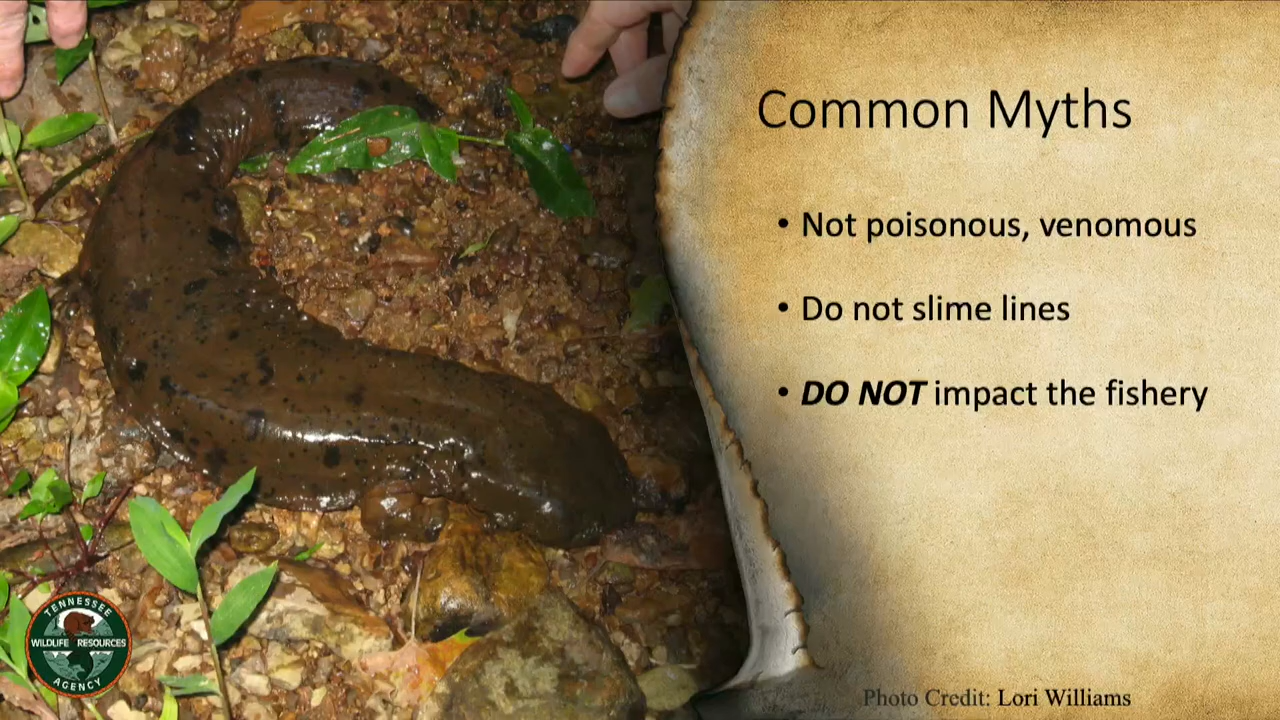 Common Myths
• Not poisonous, venomous
• Do not slime lines
• DO NOT impact the fishery
TENNESSEE
WILDLIFE RESOURCES
AGENCY
Photo Credit: Lori Williams